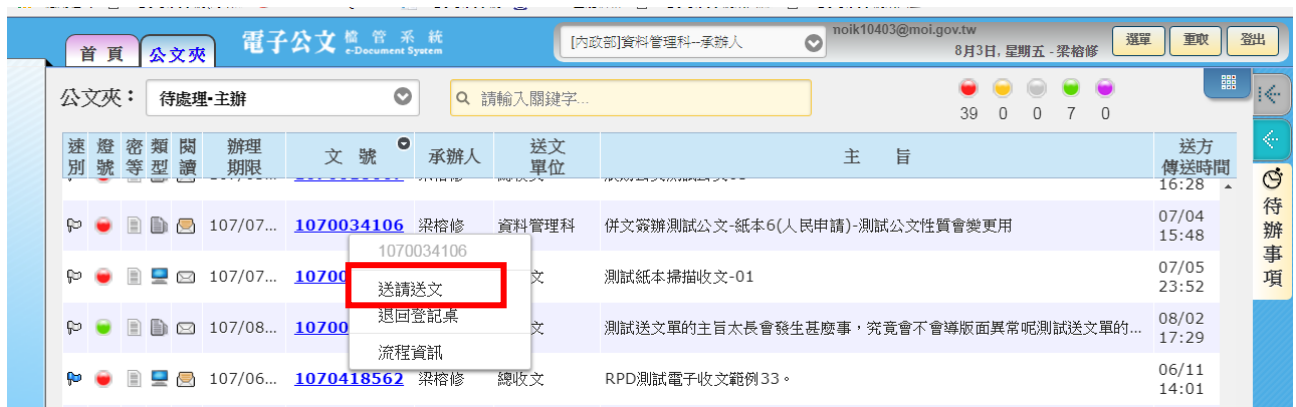 首頁 公文夾 電子公文檔管系統 e-Document System [內政部]資料管理科--承辦人 noik10403@moi.gov.tw
8月3日, 星期五 - 梁榕修 選單 重取 登出
公文夾： 待處理-主辦 請輸入關鍵字...
39 0 0 7 0
速別 燈號 密等 類型 閱讀 辦理期限 文號 承辦人 送文單位 主旨 送方傳送時間
16:28
107/07... 1070034106 梁榕修 資料管理科 併文簽辦測試公文-紙本6(人民申請)-測試公文性質會變更用 07/04 15:48
1070034106
107/07... 10700 文 測試紙本掃描收文-01 07/05 23:52
送請送文
退回登記桌
107/08... 10700 文 測試送文單的主旨太長會發生甚麼事，究竟會不會導版面異常呢測試送文單的... 08/02 17:29
流程資訊
107/06... 1070418562 梁榕修 總收文 RPD測試電子收文範例33。 06/11 14:01
待辦事項